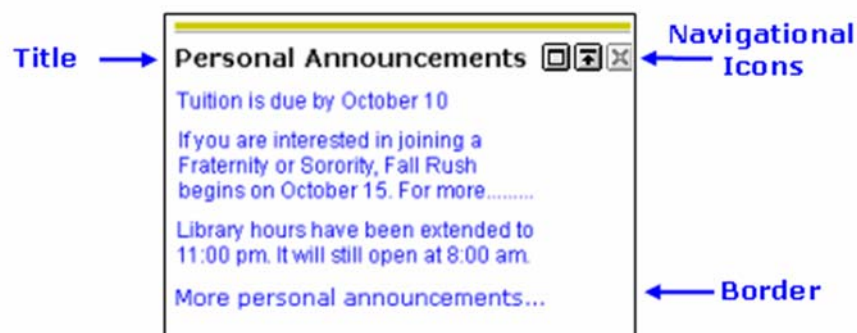 Title
Personal Announcements
Navigational
Icons
Tuition is due by October 10
If you are interested in joining a
Fraternity or Sorority, Fall Rush
begins on October 15. For more.........
Library hours have been extended to
11:00 pm. It will still open at 8:00 am.
More personal announcements...
Border